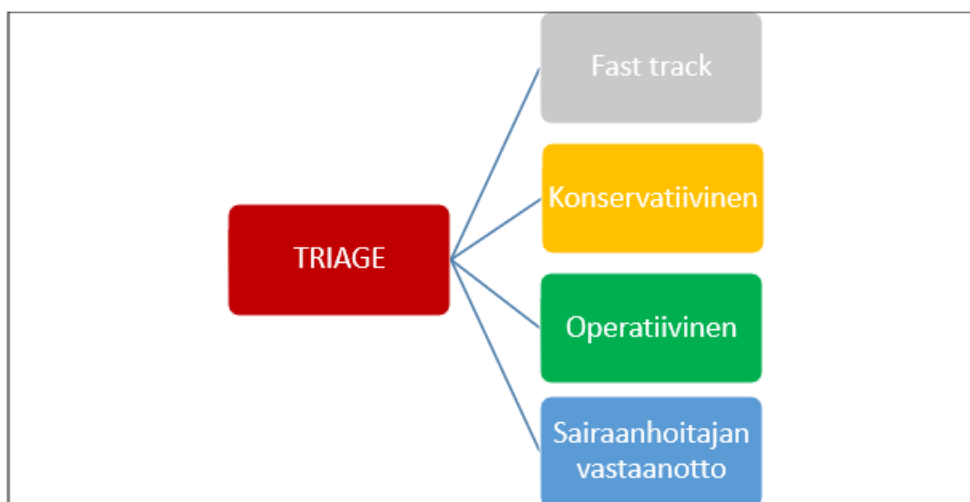 Fast track
Konservatiivinen
TRIAGE
Operatiivinen
Sairaanhoitajan
vastaanotto